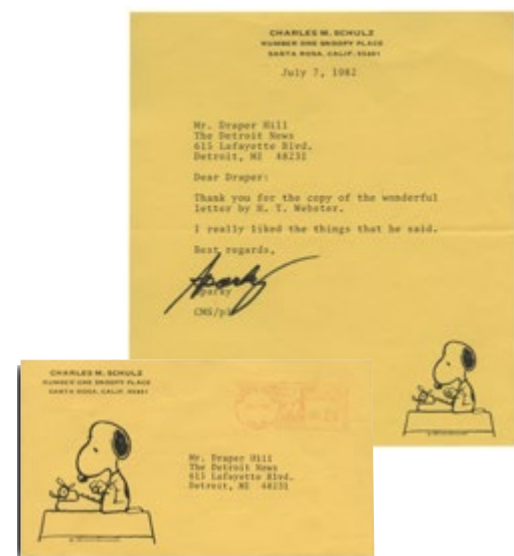 CHARLES M. SCHULZ
NUMBER ONE SNOOPY PLACE
SANTA ROSA, CALIF. 95401
July 7, 1982
Mr. Draper Hill
The Detroit News
615 Lafayette Blvd.
Detroit, MI 48231
Dear Draper:
Thank you for the copy of the wonderful
letter by H. T. Webster.
I really liked the things that he said.
Best regards,
Sparky
Sparky
CMS/p
CHARLES M. SCHULZ
NUMBER ONE SNOOPY PLACE
SANTA ROSA, CALIF. 95401
Mr. Draper Hill
The Detroit News
615 Lafayette Blvd.
Detroit, MI 48231